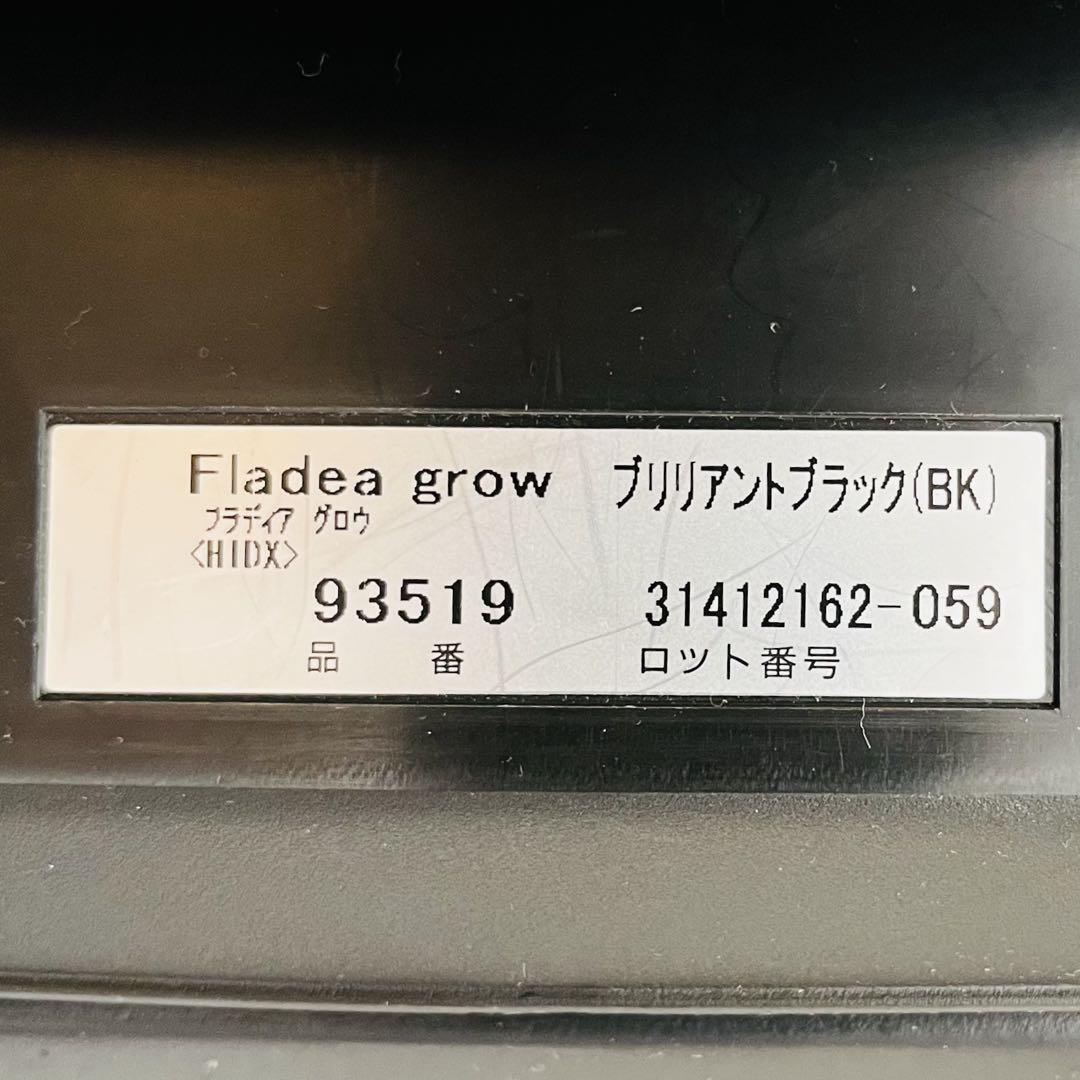 Fladea grow ブリリアントブラック(BK)
フラディア グロウ
〈HIDX〉
93519 31412162-059
品 番 ロット番号